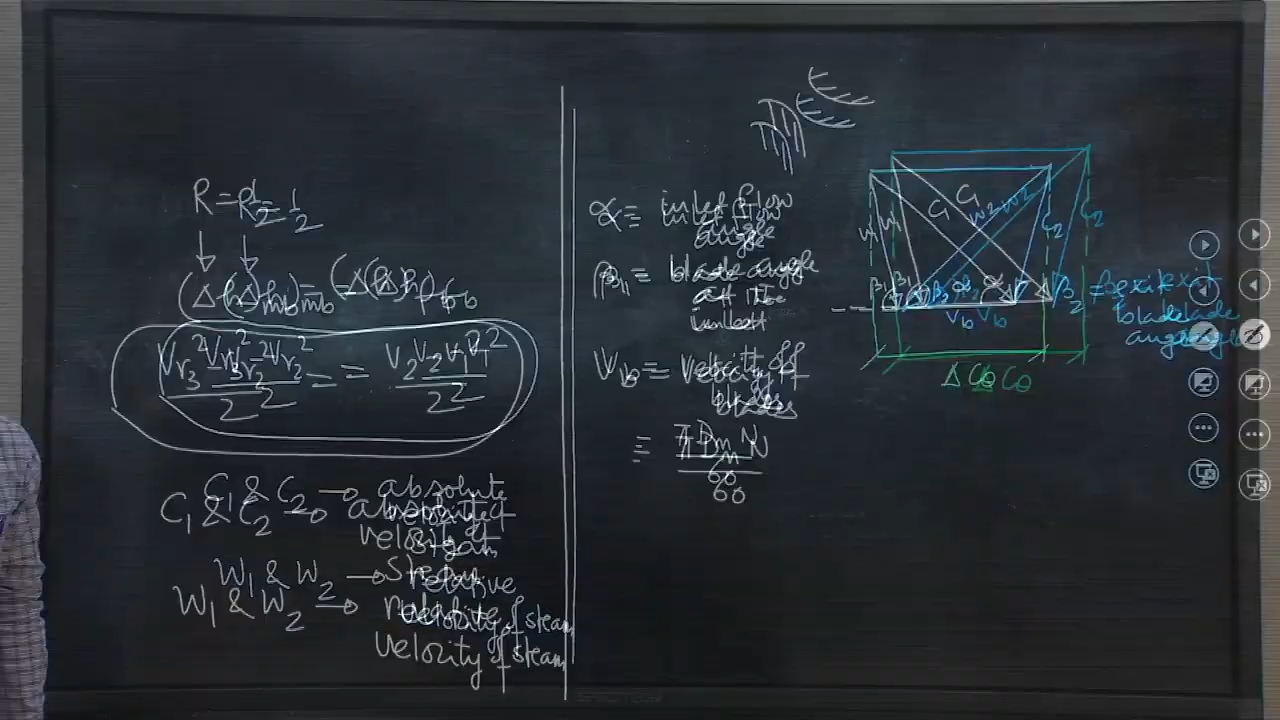 R = 1/2
(Δh)mb = (Δh)fb
(Vr3² - Vr2²)/2 = (V2² - V1²)/2
C1 & C2 → absolute
velocity of
steam
W1 & W2 → relative
velocity of steam
α = inlet flow
angle
β1 = blade angle
at the
inlet
Vb = velocity of
blades
= πDmN
60
C1
W2
W1
C2
β1
β2
α
Vb
β2 = exit
blade
angle
ΔCθ